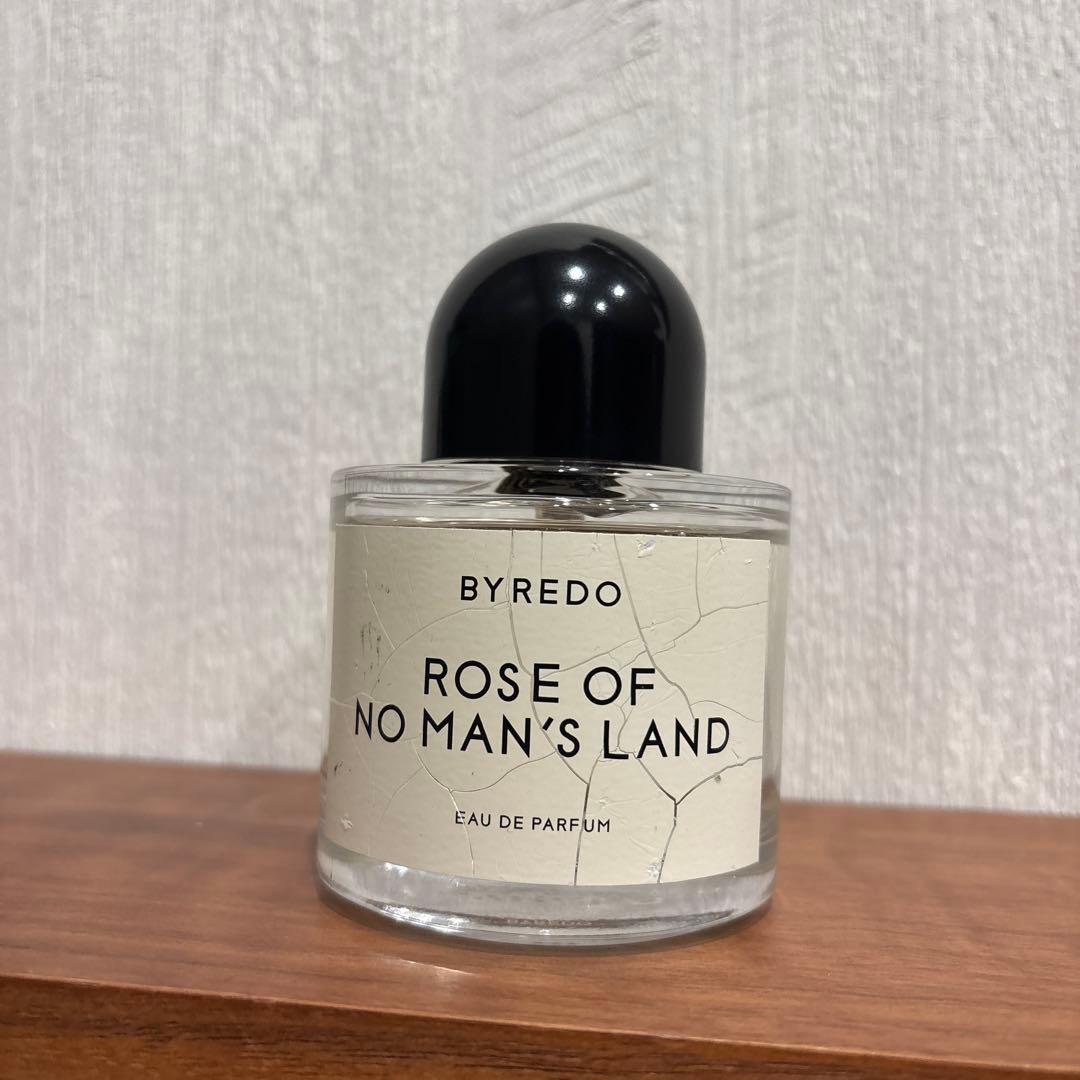 BYREDO
ROSE OF
NO MAN'S LAND
EAU DE PARFUM